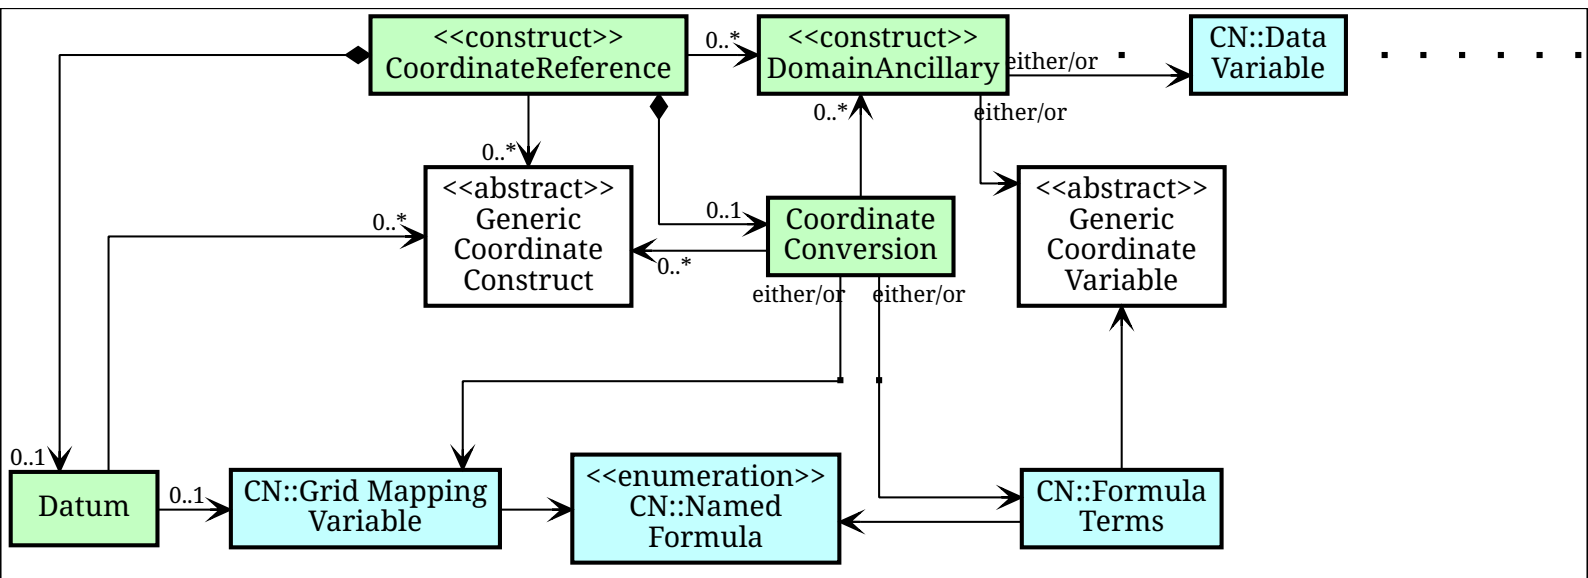 <<construct>>
CoordinateReference
0..*
<<construct>>
DomainAncillary
either/or
CN::Data
Variable
0..*
either/or
0..*
<<abstract>>
Generic
Coordinate
Construct
0..*
0..1
0..*
Coordinate
Conversion
either/or
either/or
<<abstract>>
Generic
Coordinate
Variable
0..1
Datum
0..1
CN::Grid Mapping
Variable
<<enumeration>>
CN::Named
Formula
CN::Formula
Terms